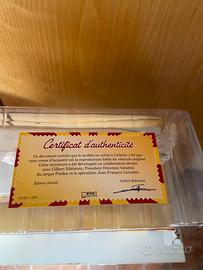 Certificat d'authenticité
Ce document certifie que le modèle en métal à l'échelle 1/43 que
vous venez d'acquérir est la reproduction fidèle du véhicule original.
Cette miniature a été développée en collaboration étroite
avec Gilbert Edelstein, Président Directeur Général
du cirque Pinder, et le spécialiste Jean-François
Edition limitée
Gilbert Edelstein
subito